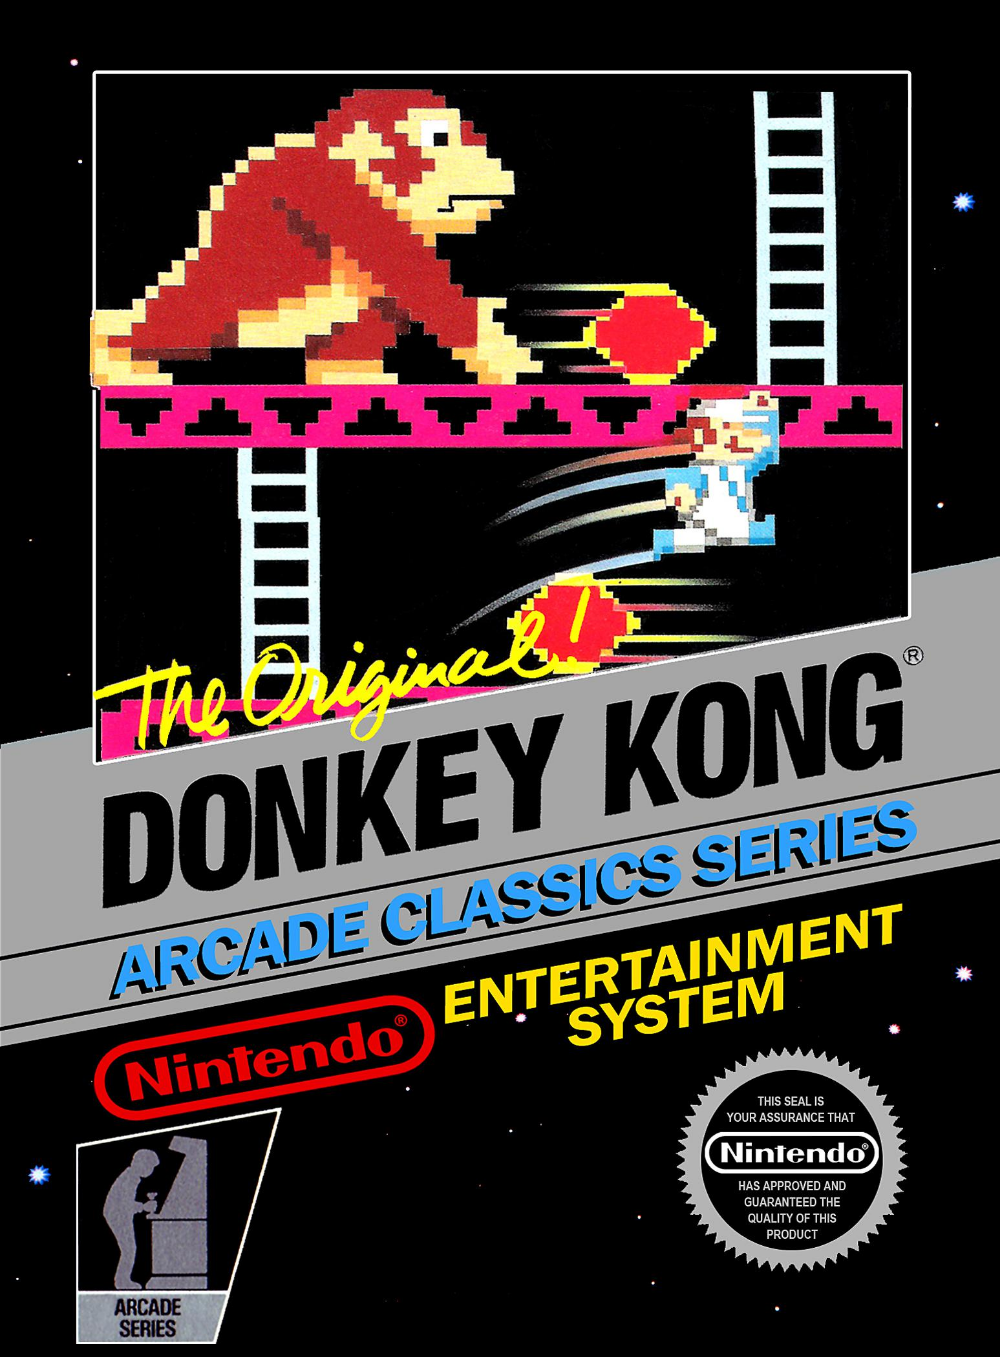 The Original!
DONKEY KONG®
ARCADE CLASSICS SERIES
Nintendo®
ENTERTAINMENT
SYSTEM
THIS SEAL IS
YOUR ASSURANCE THAT
Nintendo®
HAS APPROVED AND
GUARANTEED THE
QUALITY OF THIS
PRODUCT
ARCADE
SERIES